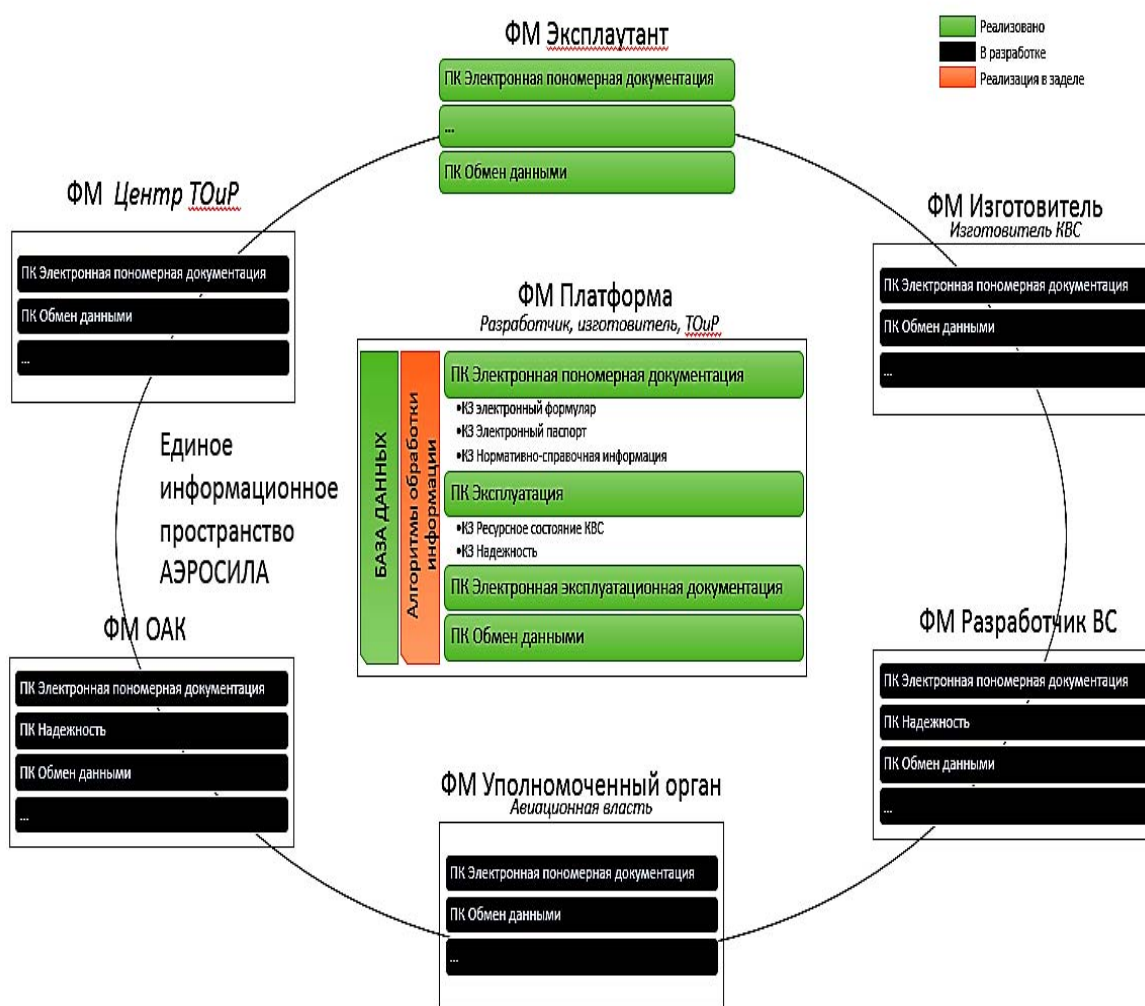 ФМ Эксплаутант
ПК Электронная пономерная документация
...
ПК Обмен данными
Реализовано
В разработке
Реализация в заделе
ФМ Центр ТОиР
ПК Электронная пономерная документация
ПК Обмен данными
...
ФМ Изготовитель
Изготовитель КВС
ПК Электронная пономерная документация
ПК Обмен данными
...
ФМ Платформа
Разработчик, изготовитель, ТОиР
БАЗА ДАННЫХ
Алгоритмы обработки
информации
ПК Электронная пономерная документация
•КЗ электронный формуляр
•КЗ Электронный паспорт
•КЗ Нормативно-справочная информация
ПК Эксплуатация
•КЗ Ресурсное состояние КВС
•КЗ Надежность
ПК Электронная эксплуатационная документация
ПК Обмен данными
Единое
информационное
пространство
АЭРОСИЛА
ФМ ОАК
ПК Электронная пономерная документация
ПК Надежность
ПК Обмен данными
...
ФМ Разработчик ВС
ПК Электронная пономерная документация
ПК Надежность
ПК Обмен данными
...
ФМ Уполномоченный орган
Авиационная власть
ПК Электронная пономерная документация
ПК Обмен данными
...